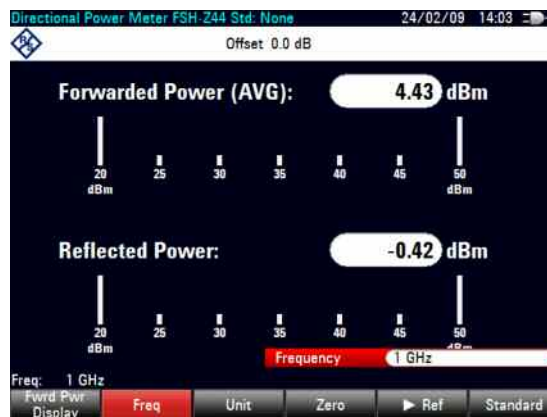 Directional Power Meter FSH-Z44 Std: None 24/02/09 14:03
Offset 0.0 dB
Forwarded Power (AVG): 4.43 dBm
20 25 30 35 40 45 50
dBm dBm
Reflected Power: -0.42 dBm
20 25 30 35 40 45 50
dBm dBm
Frequency 1 GHz
Freq: 1 GHz
Fwrd Pwr Display Freq Unit Zero ► Ref Standard